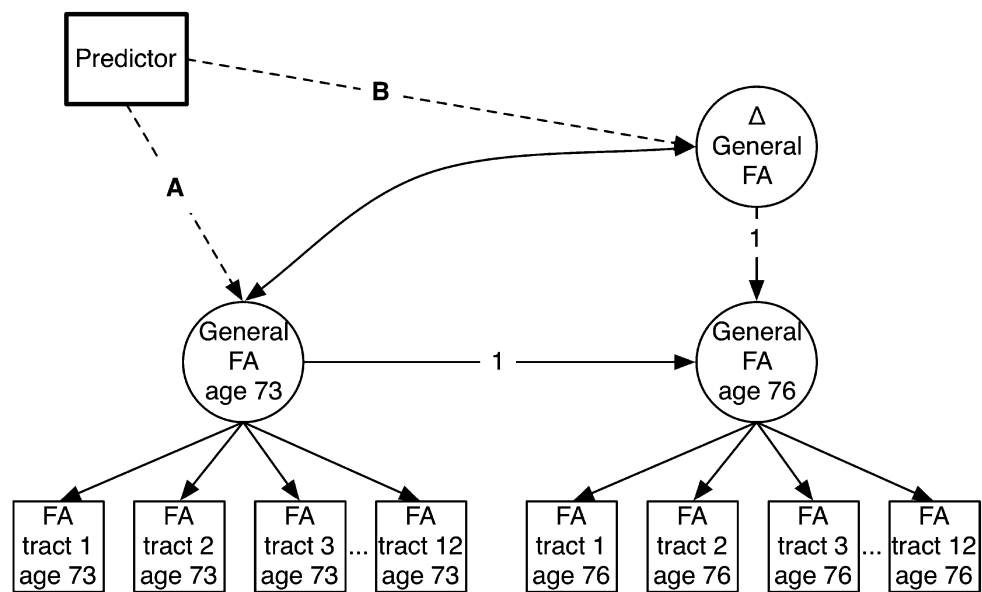 Predictor
B
Δ
General
FA
A
1
General
FA
age 73
1
General
FA
age 76
FA
tract 1
age 73
FA
tract 2
age 73
FA
tract 3
age 73
...
FA
tract 12
age 73
FA
tract 1
age 76
FA
tract 2
age 76
FA
tract 3
age 76
...
FA
tract 12
age 76